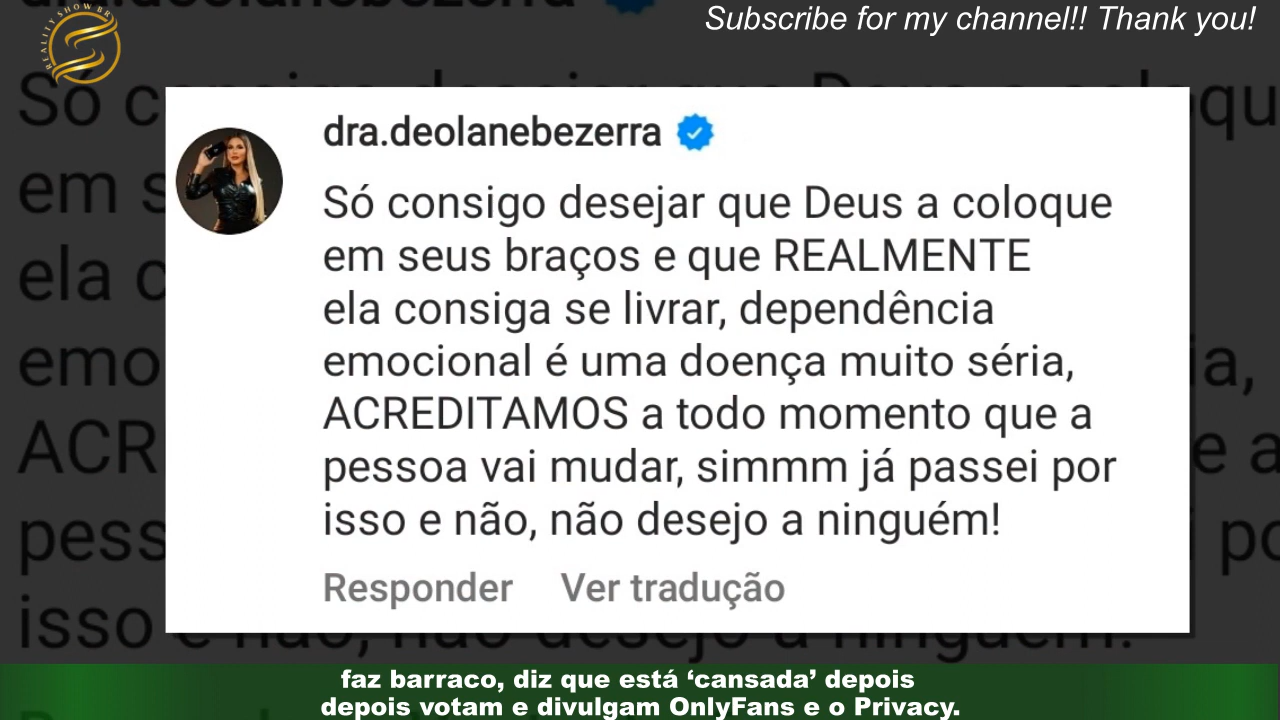 Subscribe for my channel!! Thank you!
REALITY SHOW BR
dra.deolanebezerra
Só consigo desejar que Deus a coloque
em seus braços e que REALMENTE
ela consiga se livrar, dependência
emocional é uma doença muito séria,
ACREDITAMOS a todo momento que a
pessoa vai mudar, simmm já passei por
isso e não, não desejo a ninguém!
Responder Ver tradução
faz barraco, diz que está ‘cansada’ depois
depois votam e divulgam OnlyFans e o Privacy.